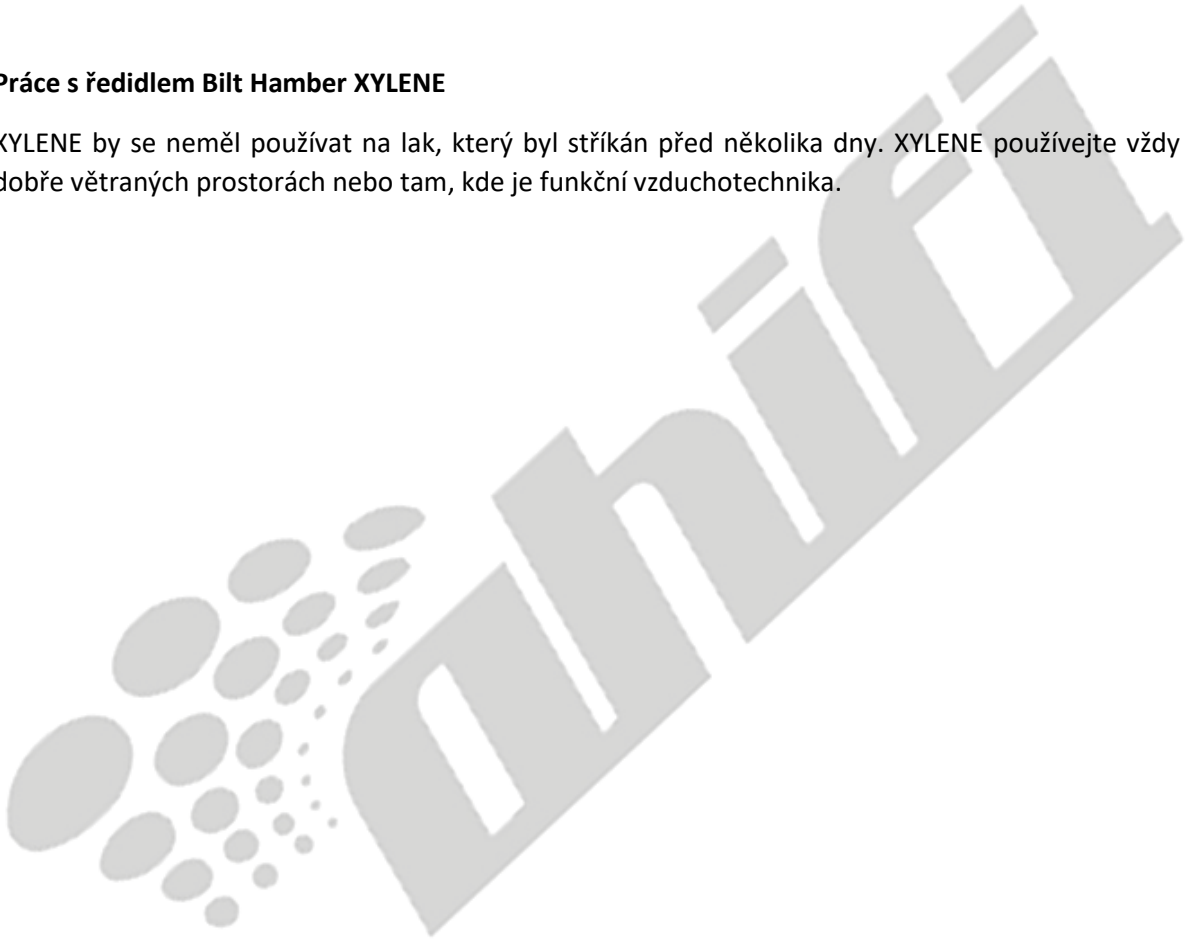 Práce s ředidlem Bilt Hamber XYLENE
XYLENE by se neměl používat na lak, který byl stříkán před několika dny. XYLENE používejte vždy
dobře větraných prostorách nebo tam, kde je funkční vzduchotechnika.
ahifi